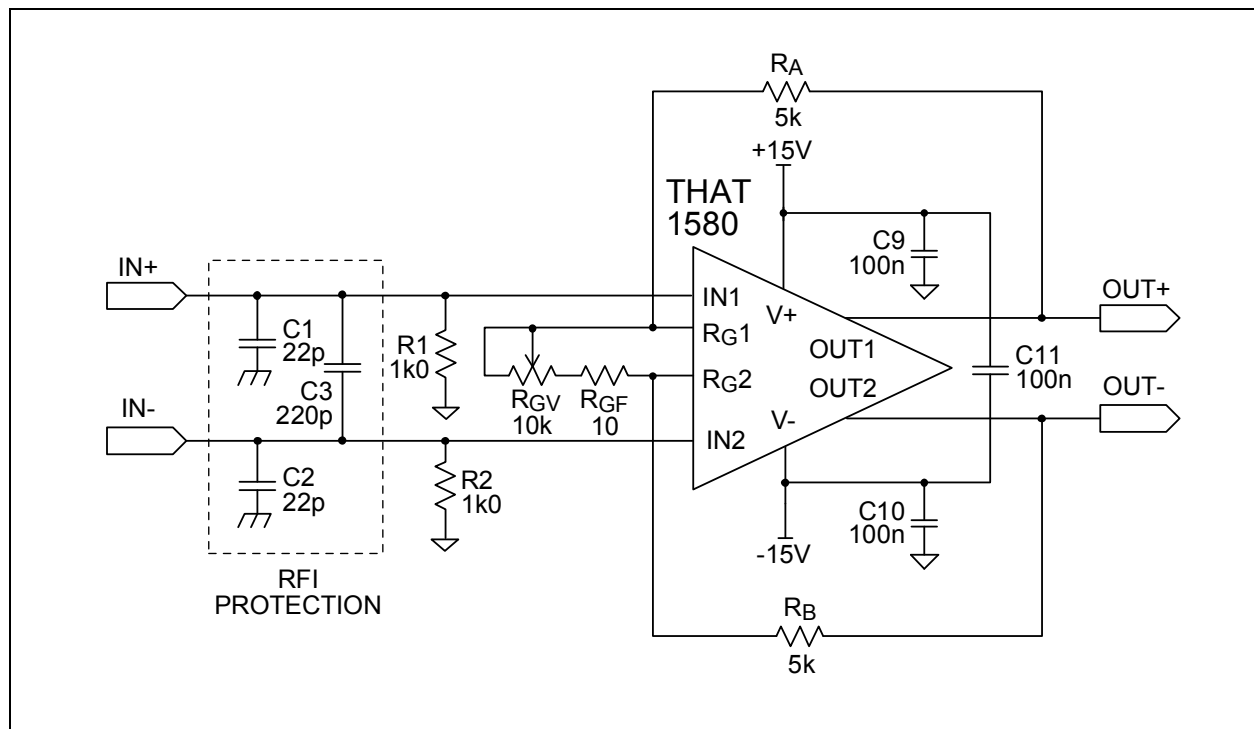 RA
5k
+15V
THAT
1580
C9
100n
IN+
IN1
OUT+
C1
22p
V+
RG1
R1
1k0
OUT1
C11
100n
C3
220p
RG2
OUT2
RGV
10k
RGF
10
IN-
V-
OUT-
IN2
C2
22p
R2
1k0
C10
100n
-15V
RFI
PROTECTION
RB
5k